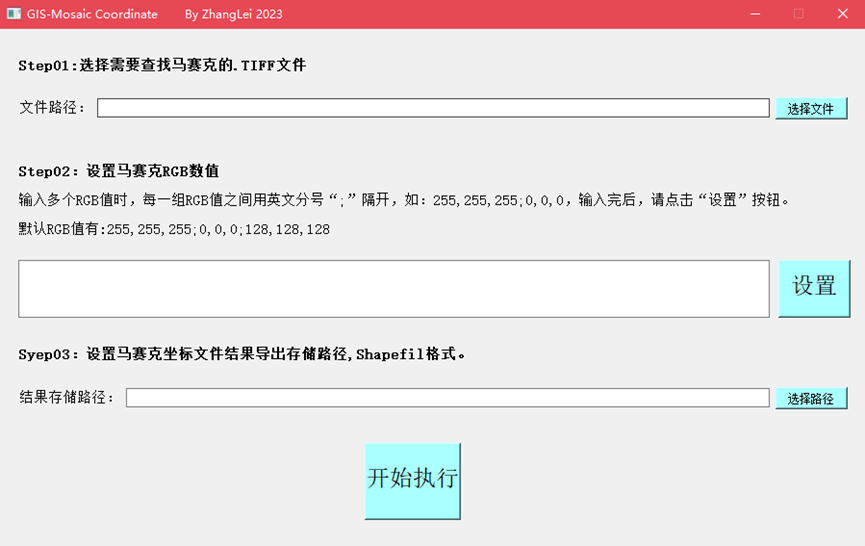 GIS-Mosaic Coordinate By ZhangLei 2023
Step01:选择需要查找马赛克的.TIFF文件
文件路径: 选择文件
Step02: 设置马赛克RGB数值
输入多个RGB值时，每一组RGB值之间用英文分号“;”隔开，如: 255,255,255;0,0,0，输入完后，请点击“设置”按钮。
默认RGB值有:255,255,255;0,0,0;128,128,128
设置
Syep03: 设置马赛克坐标文件结果导出存储路径,Shapefil格式。
结果存储路径: 选择路径
开始执行